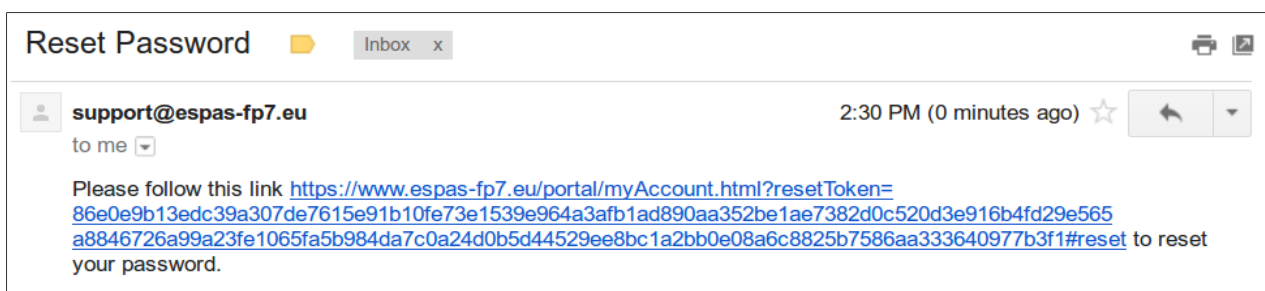 Reset Password
Inbox x
support@espas-fp7.eu
2:30 PM (0 minutes ago)
to me
Please follow this link https://www.espas-fp7.eu/portal/myAccount.html?resetToken=
86e0e9b13edc39a307de7615e91b10fe73e1539e964a3afb1ad890aa352be1ae7382d0c520d3e916b4fd29e565
a8846726a99a23fe1065fa5b984da7c0a24d0b5d44529ee8bc1a2bb0e08a6c8825b7586aa333640977b3f1#reset to reset
your password.